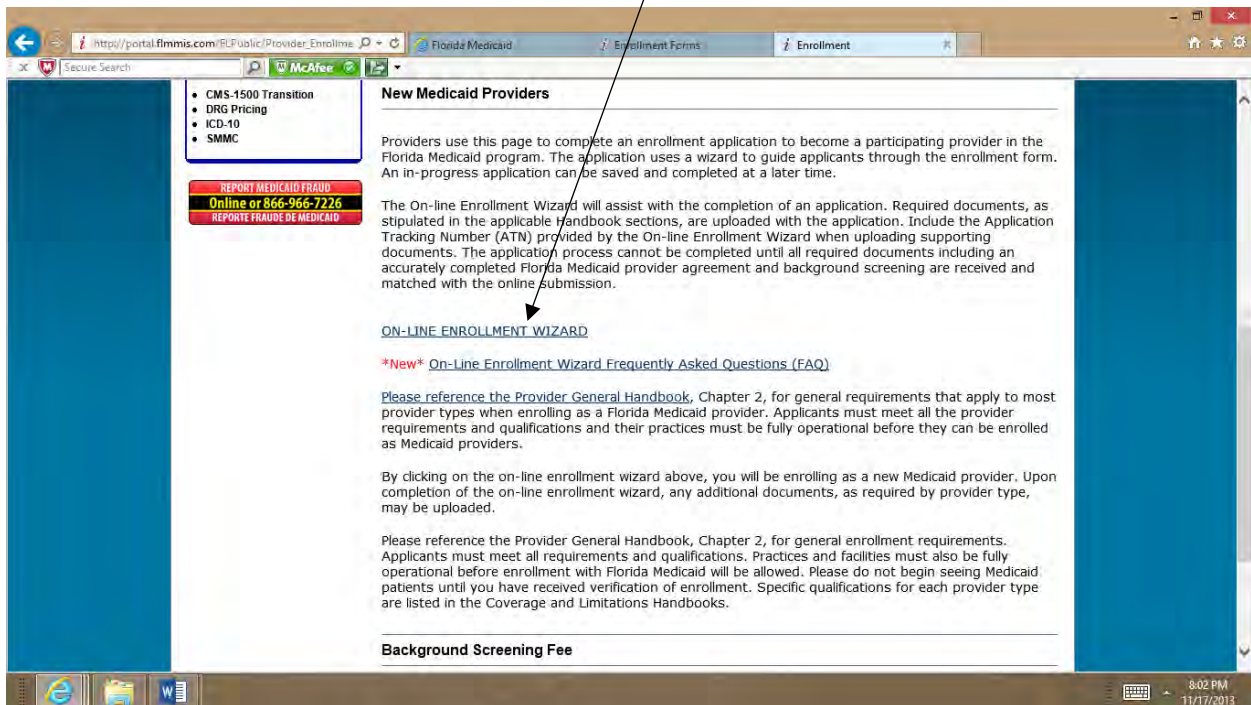 http://portal.flmmis.com/FLPublic/Provider_Enrollme
Florida Medicaid
Enrollment Forms
Enrollment
Secure Search
McAfee
CMS-1500 Transition
DRG Pricing
ICD-10
SMMC
REPORT MEDICAID FRAUD
Online or 866-966-7226
REPORTE FRAUDE DE MEDICAID
New Medicaid Providers
Providers use this page to complete an enrollment application to become a participating provider in the
Florida Medicaid program. The application uses a wizard to guide applicants through the enrollment form.
An in-progress application can be saved and completed at a later time.
The On-line Enrollment Wizard will assist with the completion of an application. Required documents, as
stipulated in the applicable Handbook sections, are uploaded with the application. Include the Application
Tracking Number (ATN) provided by the On-line Enrollment Wizard when uploading supporting
documents. The application process cannot be completed until all required documents including an
accurately completed Florida Medicaid provider agreement and background screening are received and
matched with the online submission.
ON-LINE ENROLLMENT WIZARD
*New* On-Line Enrollment Wizard Frequently Asked Questions (FAQ)
Please reference the Provider General Handbook, Chapter 2, for general requirements that apply to most
provider types when enrolling as a Florida Medicaid provider. Applicants must meet all the provider
requirements and qualifications and their practices must be fully operational before they can be enrolled
as Medicaid providers.
By clicking on the on-line enrollment wizard above, you will be enrolling as a new Medicaid provider. Upon
completion of the on-line enrollment wizard, any additional documents, as required by provider type,
may be uploaded.
Please reference the Provider General Handbook, Chapter 2, for general enrollment requirements.
Applicants must meet all requirements and qualifications. Practices and facilities must also be fully
operational before enrollment with Florida Medicaid will be allowed. Please do not begin seeing Medicaid
patients until you have received verification of enrollment. Specific qualifications for each provider type
are listed in the Coverage and Limitations Handbooks.
Background Screening Fee
8:02 PM
11/17/2013